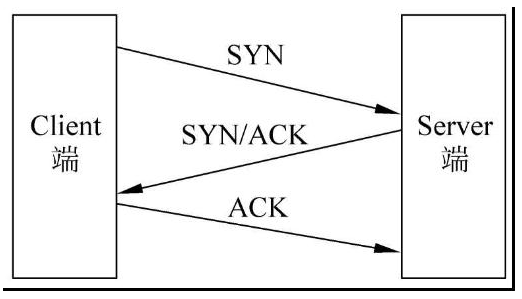 SYN
Client
端
SYN/ACK
Server
端
ACK